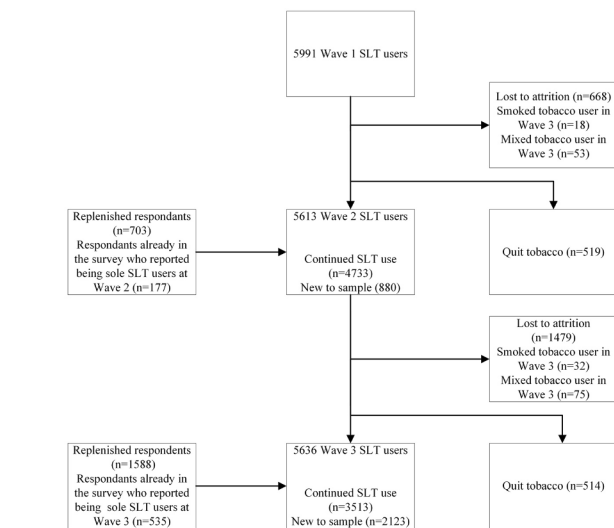 5991 Wave 1 SLT users
Lost to attrition (n=668)
Smoked tobacco user in
Wave 3 (n=18)
Mixed tobacco user in
Wave 3 (n=53)
Replenished respondants
(n=703)
Respondants already in
the survey who reported
being sole SLT users at
Wave 2 (n=177)
5613 Wave 2 SLT users
Continued SLT use
(n=4733)
New to sample (880)
Quit tobacco (n=519)
Lost to attrition
(n=1479)
Smoked tobacco user in
Wave 3 (n=32)
Mixed tobacco user in
Wave 3 (n=75)
Replenished respondents
(n=1588)
Respondants already in
the survey who reported
being sole SLT users at
Wave 3 (n=535)
5636 Wave 3 SLT users
Continued SLT use
(n=3513)
New to sample (n=2123)
Quit tobacco (n=514)